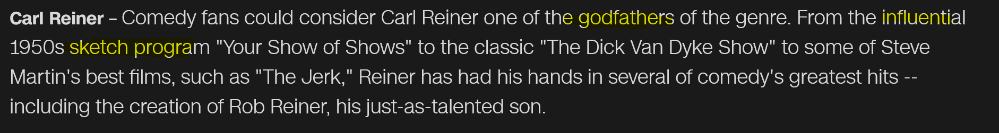 Carl Reiner – Comedy fans could consider Carl Reiner one of the godfathers of the genre. From the influential
1950s sketch program "Your Show of Shows" to the classic "The Dick Van Dyke Show" to some of Steve
Martin's best films, such as "The Jerk," Reiner has had his hands in several of comedy's greatest hits --
including the creation of Rob Reiner, his just-as-talented son.